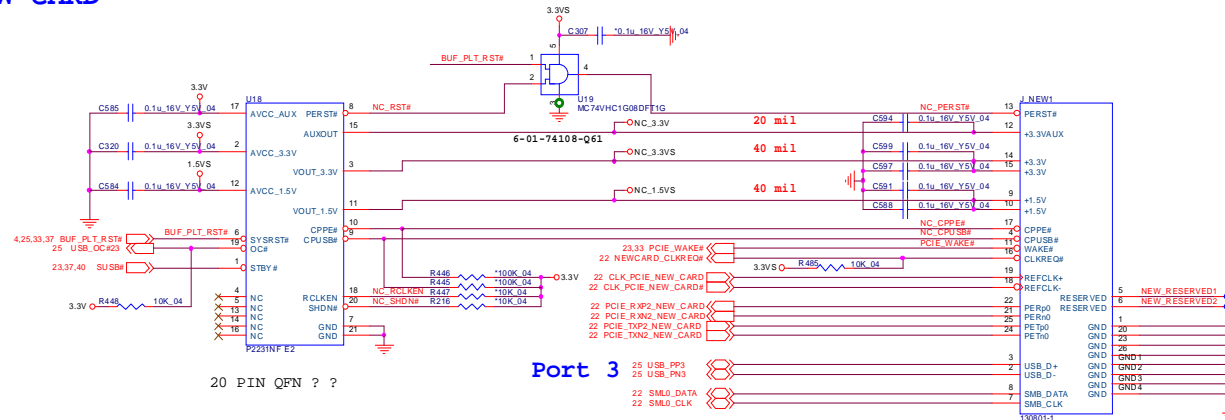 3.3VS
C307 *0.1u_16V_Y5V_04
BUF_PLT_RST#
1
2
5
4
3
U19
MC74VHC1G08DFT1G
6-01-74108-Q61
3.3V
C585 0.1u_16V_Y5V_04
3.3VS
C320 0.1u_16V_Y5V_04
1.5VS
C584 0.1u_16V_Y5V_04
U18
17 AVCC_AUX
2 AVCC_3.3V
12 AVCC_1.5V
6 SYSRST#
19 OC#
1 STBY#
4 NC
5 NC
13 NC
14 NC
16 NC
PERST# 8
AUXOUT 15
VOUT_3.3V 3
VOUT_1.5V 11
CPPE# 10
CPUSB# 9
RCLKEN 18
SHDN# 20
GND 7
GND 21
P2231NF E2
20 PIN QFN ? ?
4,25,33,37 BUF_PLT_RST#
BUF_PLT_RST#
25 USB_OC#23
23,37,40 SUSB#
3.3V R448 10K_04
NC_RST#
NC_3.3V
20 mil
NC_3.3VS
40 mil
NC_1.5VS
40 mil
R446 *100K_04
R445 *100K_04
NC_RCLKEN R447 *10K_04
NC_SHDN# R216 *10K_04
3.3V
NC_PERST#
C594 0.1u_16V_Y5V_04
C599 0.1u_16V_Y5V_04
C597 0.1u_16V_Y5V_04
C591 0.1u_16V_Y5V_04
C588 0.1u_16V_Y5V_04
NC_CPPE#
NC_CPUSB#
PCIE_WAKE#
23,33 PCIE_WAKE#
22 NEWCARD_CLKREQ#
3.3VS R485 10K_04
22 CLK_PCIE_NEW_CARD
22 CLK_PCIE_NEW_CARD#
22 PCIE_RXP2_NEW_CARD
22 PCIE_RXN2_NEW_CARD
22 PCIE_TXP2_NEW_CARD
22 PCIE_TXN2_NEW_CARD
Port 3
25 USB_PP3
25 USB_PN3
22 SML0_DATA
22 SML0_CLK
J_NEW1
13 PERST#
12 +3.3VAUX
14 +3.3V
15 +3.3V
9 +1.5V
10 +1.5V
17 CPPE#
4 CPUSB#
11 WAKE#
16 CLKREQ#
19 REFCLK+
18 REFCLK-
22 PERp0
21 PERn0
25 PETp0
24 PETn0
3 USB_D+
2 USB_D-
8 SMB_DATA
7 SMB_CLK
RESERVED 5 NEW_RESERVED1
RESERVED 6 NEW_RESERVED2
GND 1
GND 20
GND 23
GND 26
GND GND1
GND GND2
GND GND3
GND GND4
130801-1